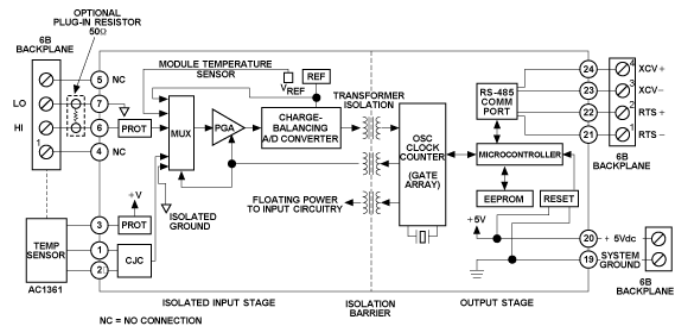 OPTIONAL
PLUG-IN RESISTOR
50Ω
6B
BACKPLANE
LO
HI
1
5
NC
7
6
4
NC
PROT
MODULE TEMPERATURE
SENSOR
VREF
REF
MUX
PGA
CHARGE-
BALANCING
A/D CONVERTER
TRANSFORMER
ISOLATION
OSC
CLOCK
COUNTER
(GATE
ARRAY)
RS-485
COMM
PORT
MICROCONTROLLER
EEPROM
RESET
24
23
22
21
4
3
2
1
XCV +
XCV–
RTS +
RTS –
6B
BACKPLANE
FLOATING POWER
TO INPUT CIRCUITRY
ISOLATED
GROUND
+V
3
PROT
1
2
CJC
TEMP
SENSOR
AC1361
+5V
20
+ 5Vdc
19
SYSTEM
GROUND
6B
BACKPLANE
ISOLATED INPUT STAGE
ISOLATION
BARRIER
OUTPUT STAGE
NC = NO CONNECTION